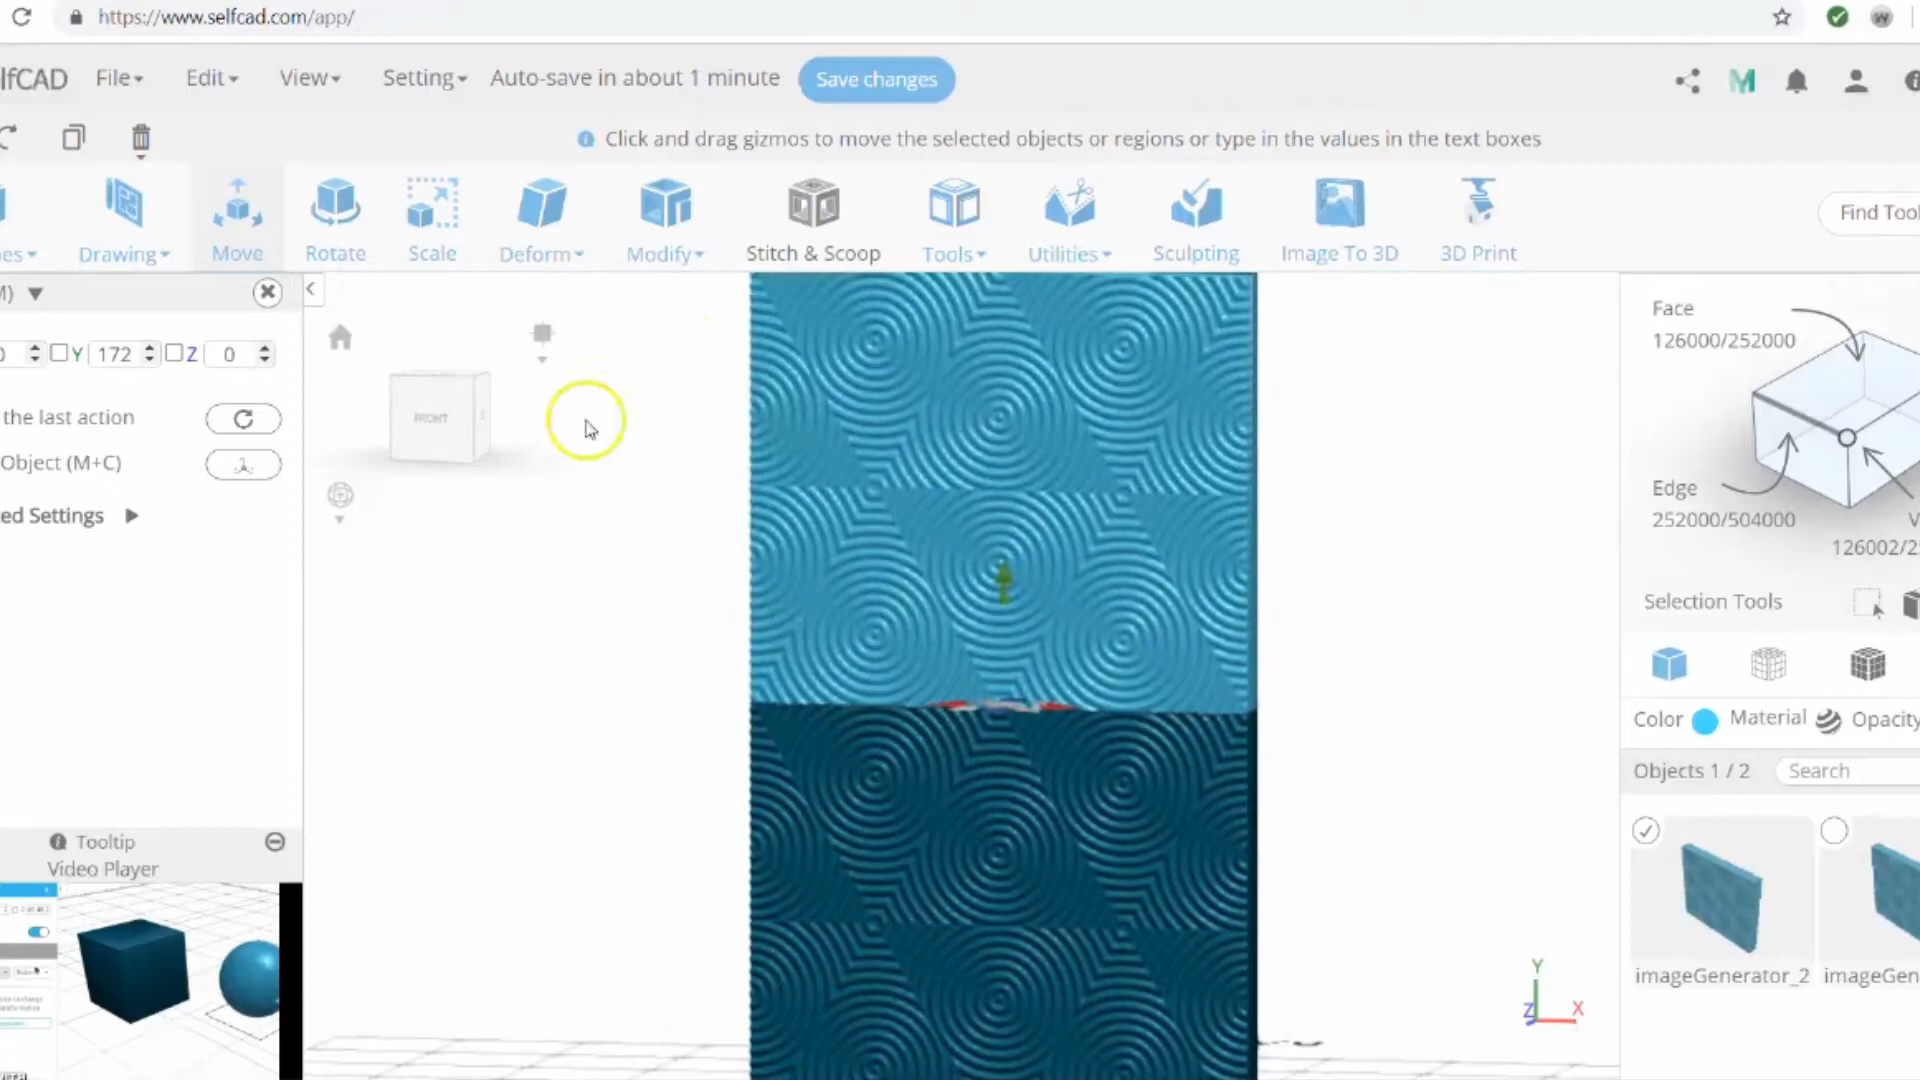 https://www.selfcad.com/app/
lfCAD File Edit View Setting Auto-save in about 1 minute Save changes
Click and drag gizmos to move the selected objects or regions or type in the values in the text boxes
es Drawing Move Rotate Scale Deform Modify Stitch & Scoop Tools Utilities Sculpting Image To 3D 3D Print
Find Tool
M)
0 Y 172 Z 0
the last action
Object (M+C)
ed Settings
FRONT
Tooltip
Video Player
Face
126000/252000
Edge
252000/504000
V
126002/25
Selection Tools
Color Material Opacity
Objects 1 / 2 Search
imageGenerator_2 imageGen
Y
Z X